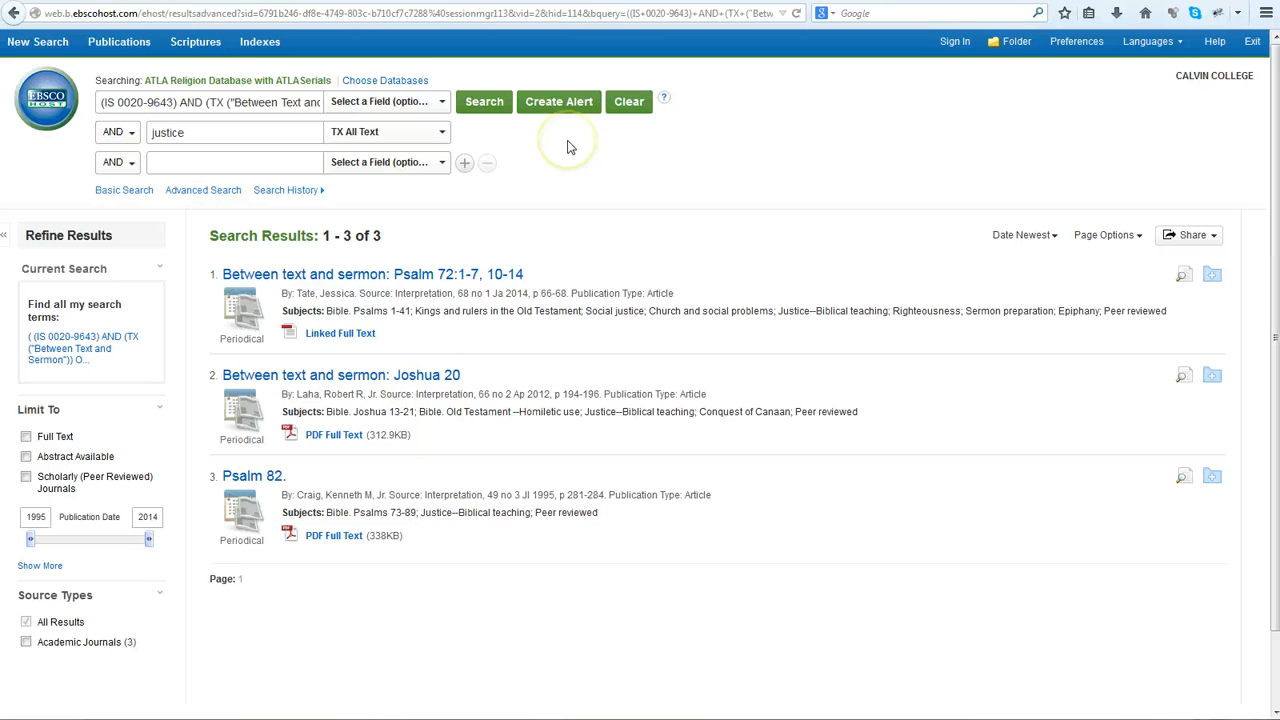 web.b.ebscohost.com/ehost/resultsadvanced?sid=6791b246-df8e-4749-803c-b710cf7c7288%40sessionmgr113&vid=2&hid=114&bquery=((IS+0020-9643)+AND+(TX+("Betw
Google
New Search Publications Scriptures Indexes
Sign In Folder Preferences Languages Help Exit
Searching: ATLA Religion Database with ATLASerials Choose Databases
CALVIN COLLEGE
EBSCO
HOST
(IS 0020-9643) AND (TX ("Between Text and Select a Field (optio... Search Create Alert Clear ?
AND justice TX All Text
AND Select a Field (optio...
Basic Search Advanced Search Search History
Refine Results
Search Results: 1 - 3 of 3
Date Newest Page Options Share
Current Search
Find all my search
terms:
( (IS 0020-9643) AND (TX
("Between Text and
Sermon")) O...
Limit To
Full Text
Abstract Available
Scholarly (Peer Reviewed)
Journals
1995 Publication Date 2014
Show More
Source Types
All Results
Academic Journals (3)
1. Between text and sermon: Psalm 72:1-7, 10-14
By: Tate, Jessica. Source: Interpretation, 68 no 1 Ja 2014, p 66-68. Publication Type: Article
Subjects: Bible. Psalms 1-41; Kings and rulers in the Old Testament; Social justice; Church and social problems; Justice--Biblical teaching; Righteousness; Sermon preparation; Epiphany; Peer reviewed
Periodical
Linked Full Text
2. Between text and sermon: Joshua 20
By: Laha, Robert R, Jr. Source: Interpretation, 66 no 2 Ap 2012, p 194-196. Publication Type: Article
Subjects: Bible. Joshua 13-21; Bible. Old Testament --Homiletic use; Justice--Biblical teaching; Conquest of Canaan; Peer reviewed
Periodical
PDF Full Text (312.9KB)
3. Psalm 82.
By: Craig, Kenneth M, Jr. Source: Interpretation, 49 no 3 Jl 1995, p 281-284. Publication Type: Article
Subjects: Bible. Psalms 73-89; Justice--Biblical teaching; Peer reviewed
Periodical
PDF Full Text (338KB)
Page: 1